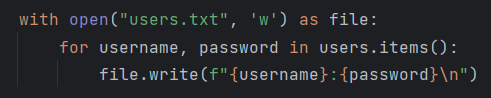 with open("users.txt", 'w') as file:
    for username, password in users.items():
        file.write(f"{username}:{password}\n")